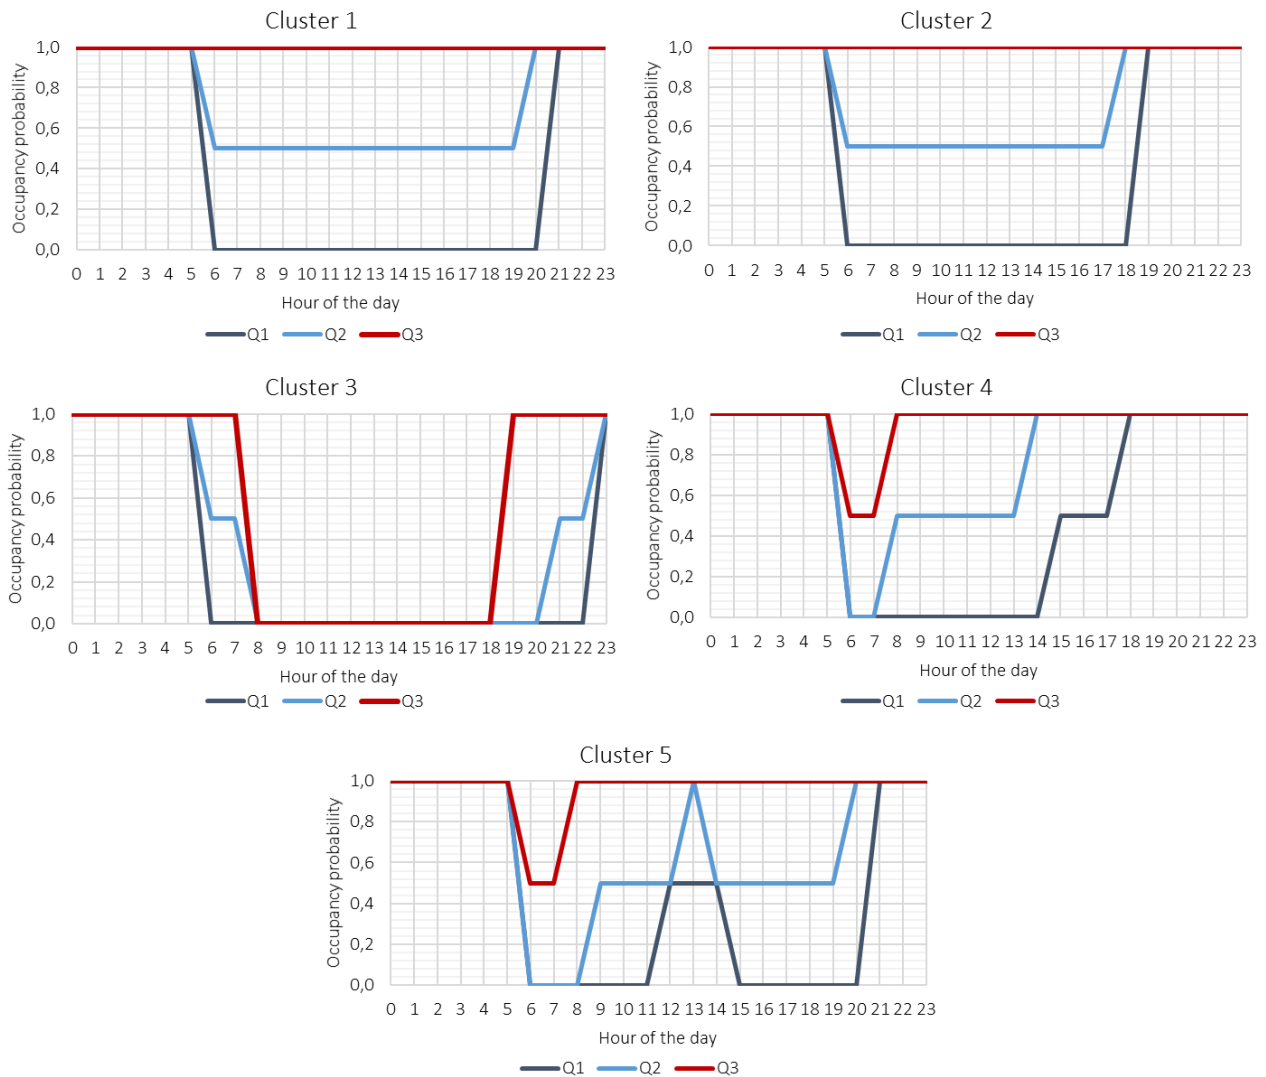 Cluster 1
Occupancy probability
1,0
0,8
0,6
0,4
0,2
0,0
0 1 2 3 4 5 6 7 8 9 10 11 12 13 14 15 16 17 18 19 20 21 22 23
Hour of the day
Q1 Q2 Q3
Cluster 2
Occupancy probability
1,0
0,8
0,6
0,4
0,2
0,0
0 1 2 3 4 5 6 7 8 9 10 11 12 13 14 15 16 17 18 19 20 21 22 23
Hour of the day
Q1 Q2 Q3
Cluster 3
Occupancy probability
1,0
0,8
0,6
0,4
0,2
0,0
0 1 2 3 4 5 6 7 8 9 10 11 12 13 14 15 16 17 18 19 20 21 22 23
Hour of the day
Q1 Q2 Q3
Cluster 4
Occupancy probability
1,0
0,8
0,6
0,4
0,2
0,0
0 1 2 3 4 5 6 7 8 9 10 11 12 13 14 15 16 17 18 19 20 21 22 23
Hour of the day
Q1 Q2 Q3
Cluster 5
Occupancy probability
1,0
0,8
0,6
0,4
0,2
0,0
0 1 2 3 4 5 6 7 8 9 10 11 12 13 14 15 16 17 18 19 20 21 22 23
Hour of the day
Q1 Q2 Q3